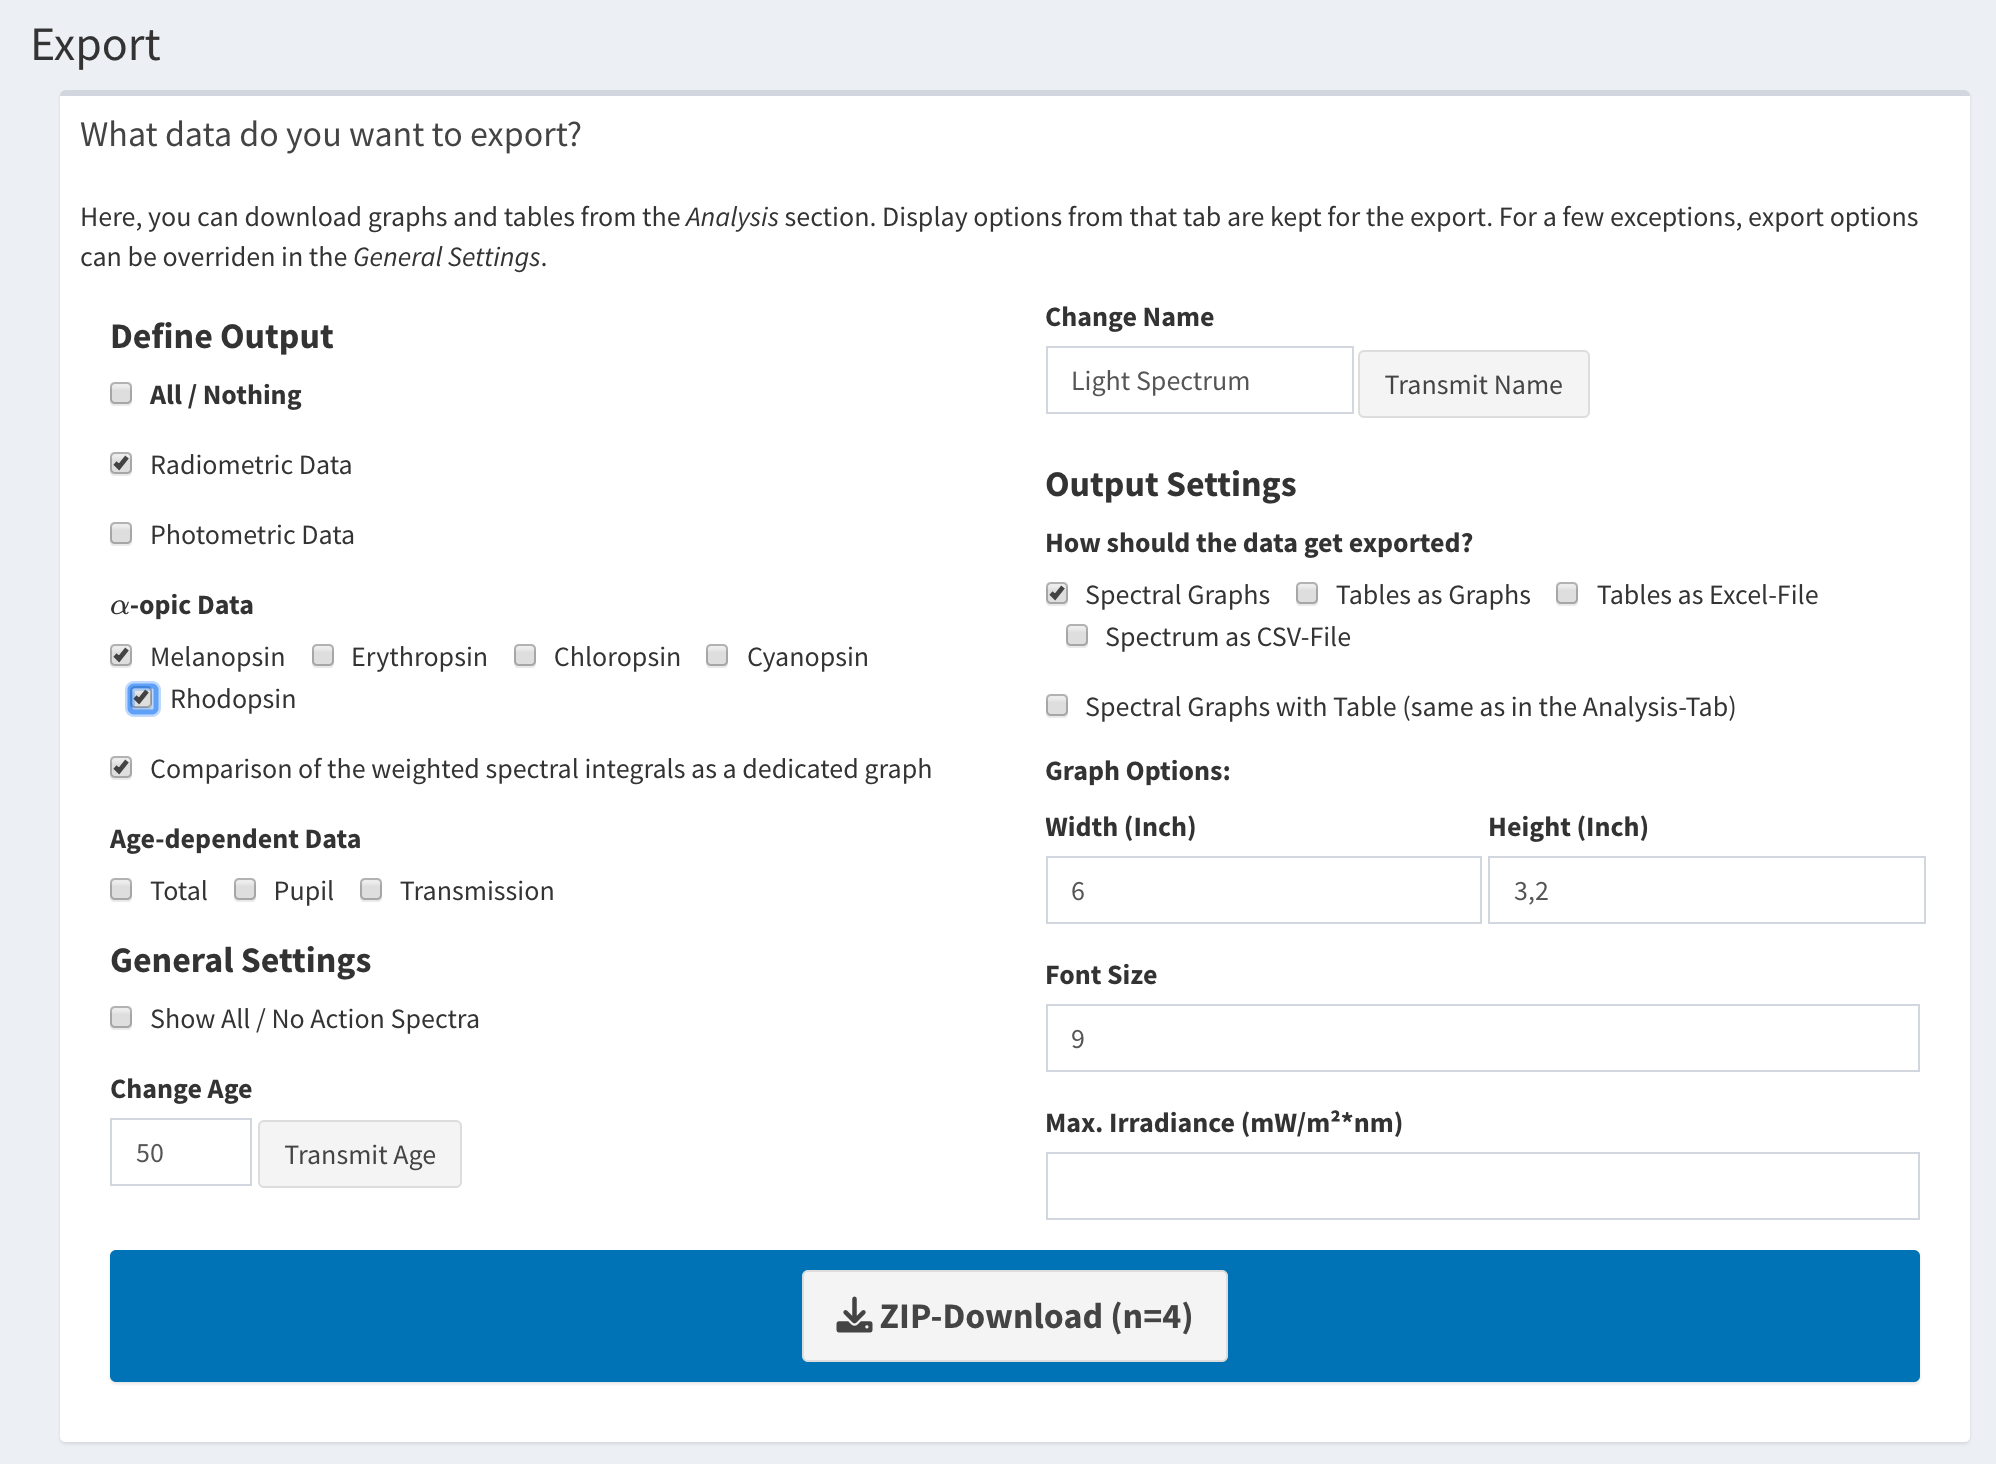 Export
What data do you want to export?
Here, you can download graphs and tables from the Analysis section. Display options from that tab are kept for the export. For a few exceptions, export options
can be overriden in the General Settings.
Define Output
All / Nothing
Radiometric Data
Photometric Data
α-opic Data
Melanopsin Erythropsin Chloropsin Cyanopsin
Rhodopsin
Comparison of the weighted spectral integrals as a dedicated graph
Age-dependent Data
Total Pupil Transmission
General Settings
Show All / No Action Spectra
Change Age
50 Transmit Age
Change Name
Light Spectrum Transmit Name
Output Settings
How should the data get exported?
Spectral Graphs Tables as Graphs Tables as Excel-File
Spectrum as CSV-File
Spectral Graphs with Table (same as in the Analysis-Tab)
Graph Options:
Width (Inch) Height (Inch)
6 3,2
Font Size
9
Max. Irradiance (mW/m²*nm)
ZIP-Download (n=4)